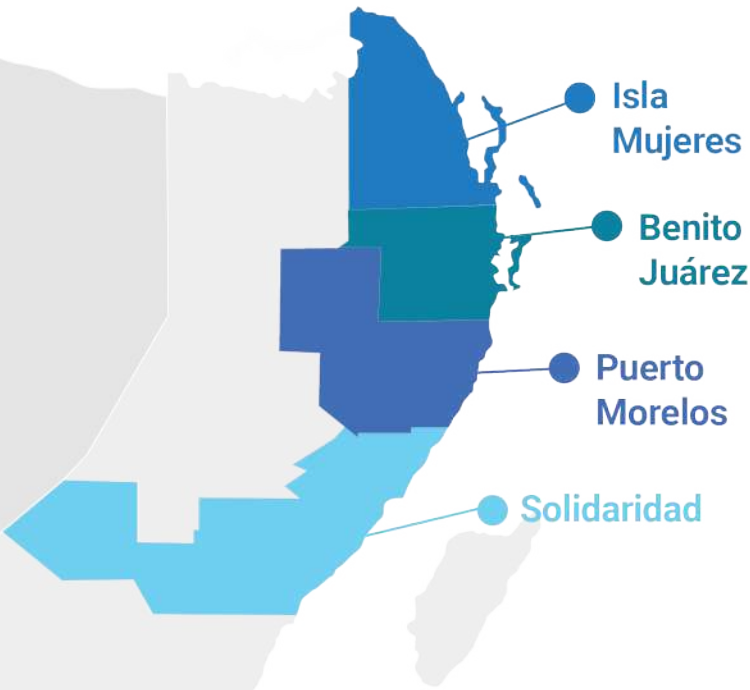 Isla
Mujeres
Benito
Juárez
Puerto
Morelos
Solidaridad